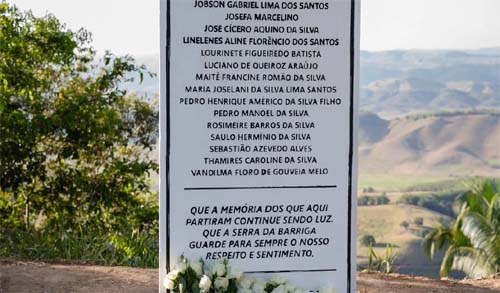 JOBSON GABRIEL LIMA DOS SANTOS
JOSEFA MARCELINO
JOSE CÍCERO AQUINO DA SILVA
LINELENES ALINE FLORÊNCIO DOS SANTOS
LOURINETE FIGUEIREDO BATISTA
LUCIANO DE QUEIROZ ARAÚJO
MAITÊ FRANCINE ROMÃO DA SILVA
MARIA JOSELANI DA SILVA LIMA SANTOS
PEDRO HENRIQUE AMÉRICO DA SILVA FILHO
PEDRO MANOEL DA SILVA
ROSIMEIRE BARROS DA SILVA
SAULO HERMÍNIO DA SILVA
SEBASTIÃO AZEVEDO ALVES
THAMIRES CAROLINE DA SILVA
VANDILMA FLORO DE GOUVEIA MELO
QUE A MEMÓRIA DOS QUE AQUI
PARTIRAM CONTINUE SENDO LUZ.
QUE A SERRA DA BARRIGA
GUARDE PARA SEMPRE O NOSSO
RESPEITO E SENTIMENTO.